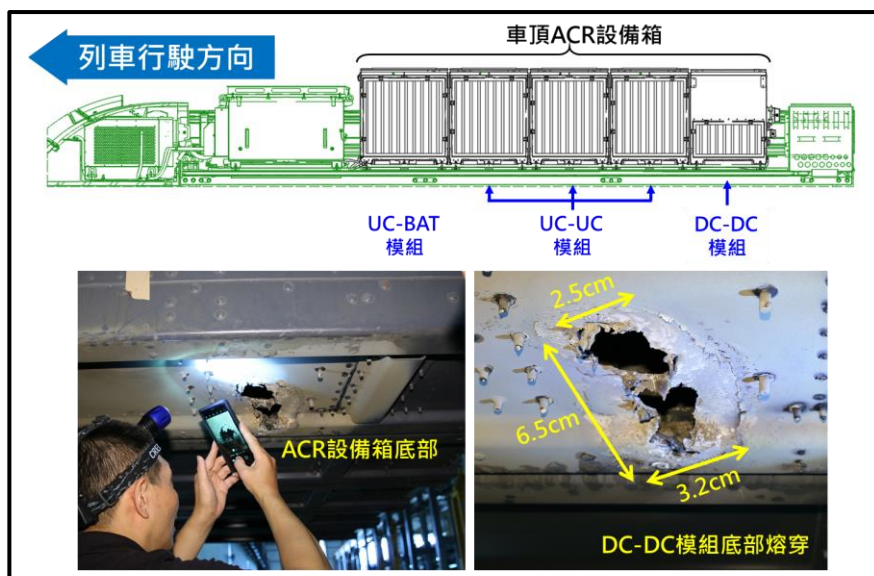 車頂ACR設備箱
列車行駛方向
UC-BAT
模組
UC-UC
模組
DC-DC
模組
ACR設備箱底部
2.5cm
6.5cm
3.2cm
DC-DC模組底部熔穿